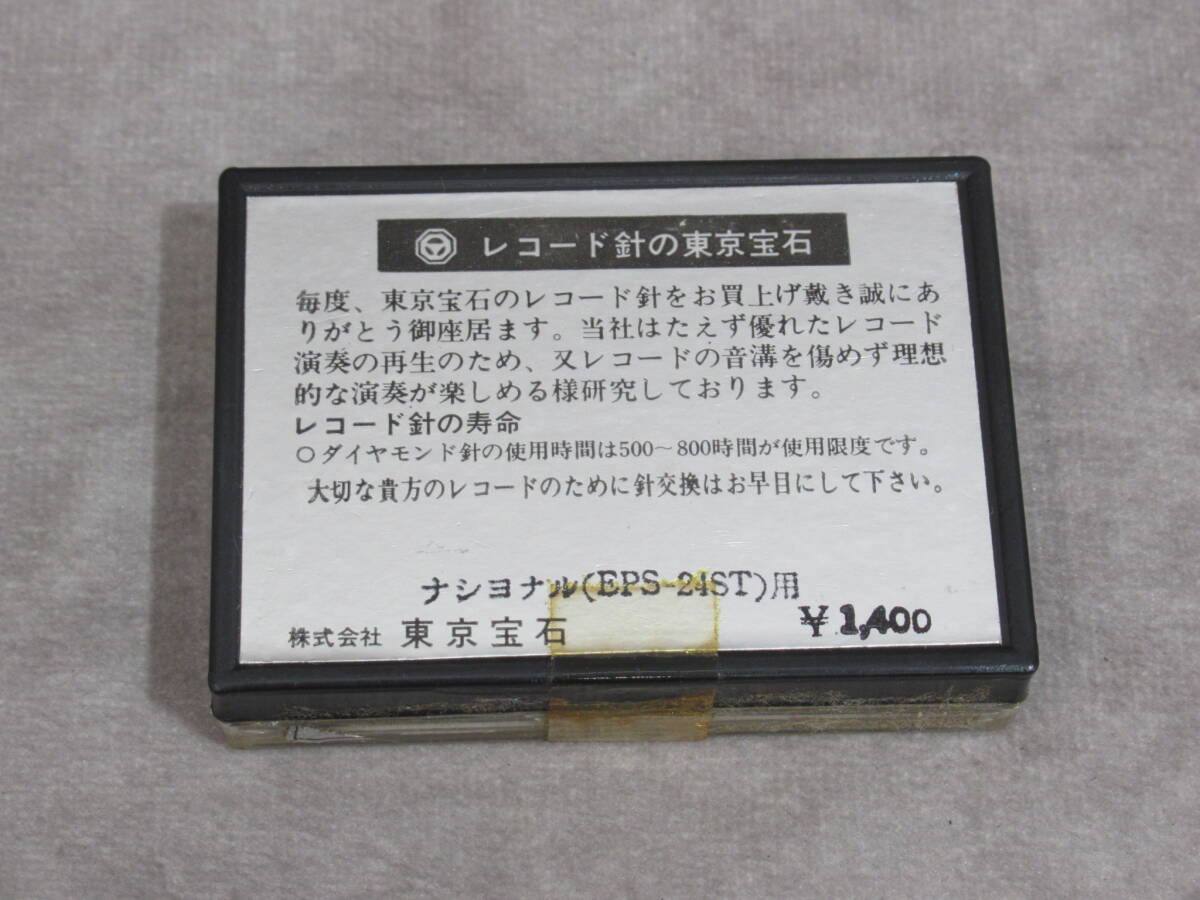 レコード針の東京宝石
毎度、東京宝石のレコード針をお買上げ戴き誠にあ
りがとう御座居ます。当社はたえず優れたレコード
演奏の再生のため、又レコードの音溝を傷めず理想
的な演奏が楽しめる様研究しております。
レコード針の寿命
○ダイヤモンド針の使用時間は500〜800時間が使用限度です。
大切な貴方のレコードのために針交換はお早目にして下さい。
ナショナル(EPS-24ST)用
¥1,400
株式会社 東京宝石